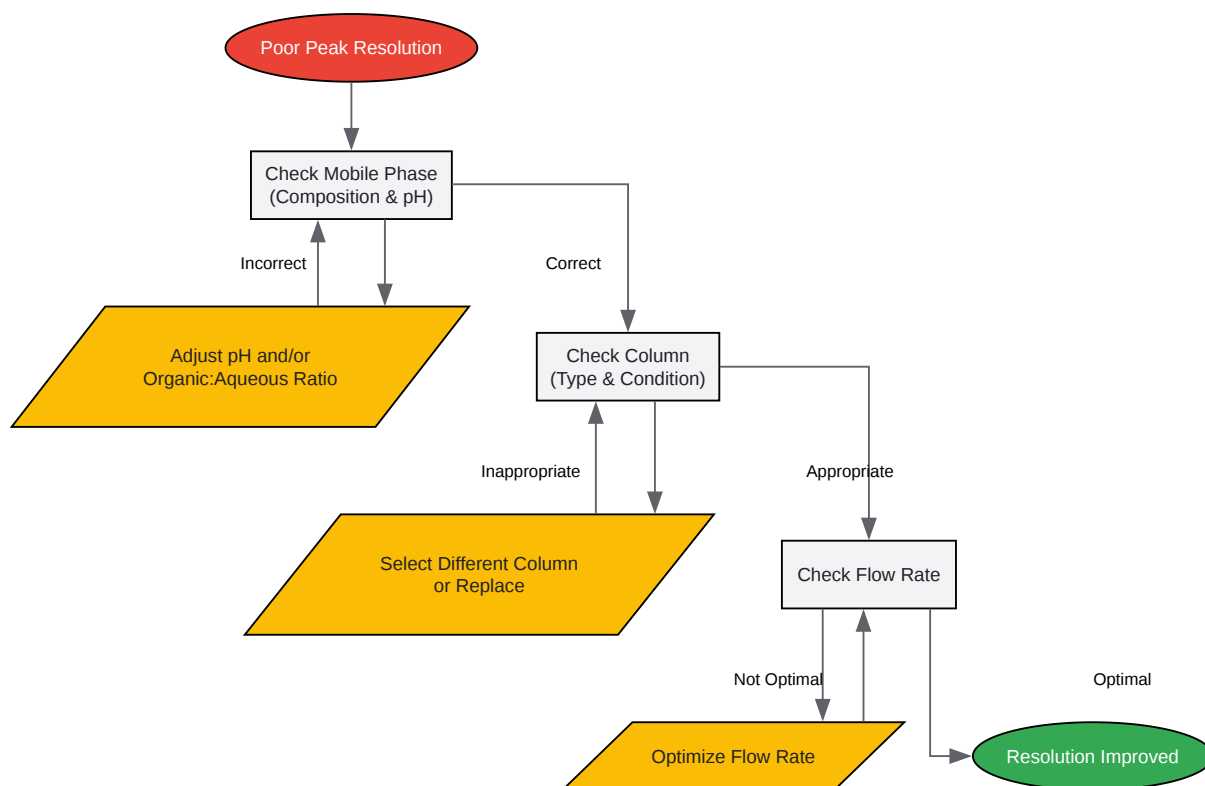 Poor Peak Resolution
Check Mobile Phase
(Composition & pH)
Incorrect
Correct
Adjust pH and/or
Organic:Aqueous Ratio
Check Column
(Type & Condition)
Inappropriate
Appropriate
Select Different Column
or Replace
Check Flow Rate
Not Optimal
Optimal
Optimize Flow Rate
Resolution Improved